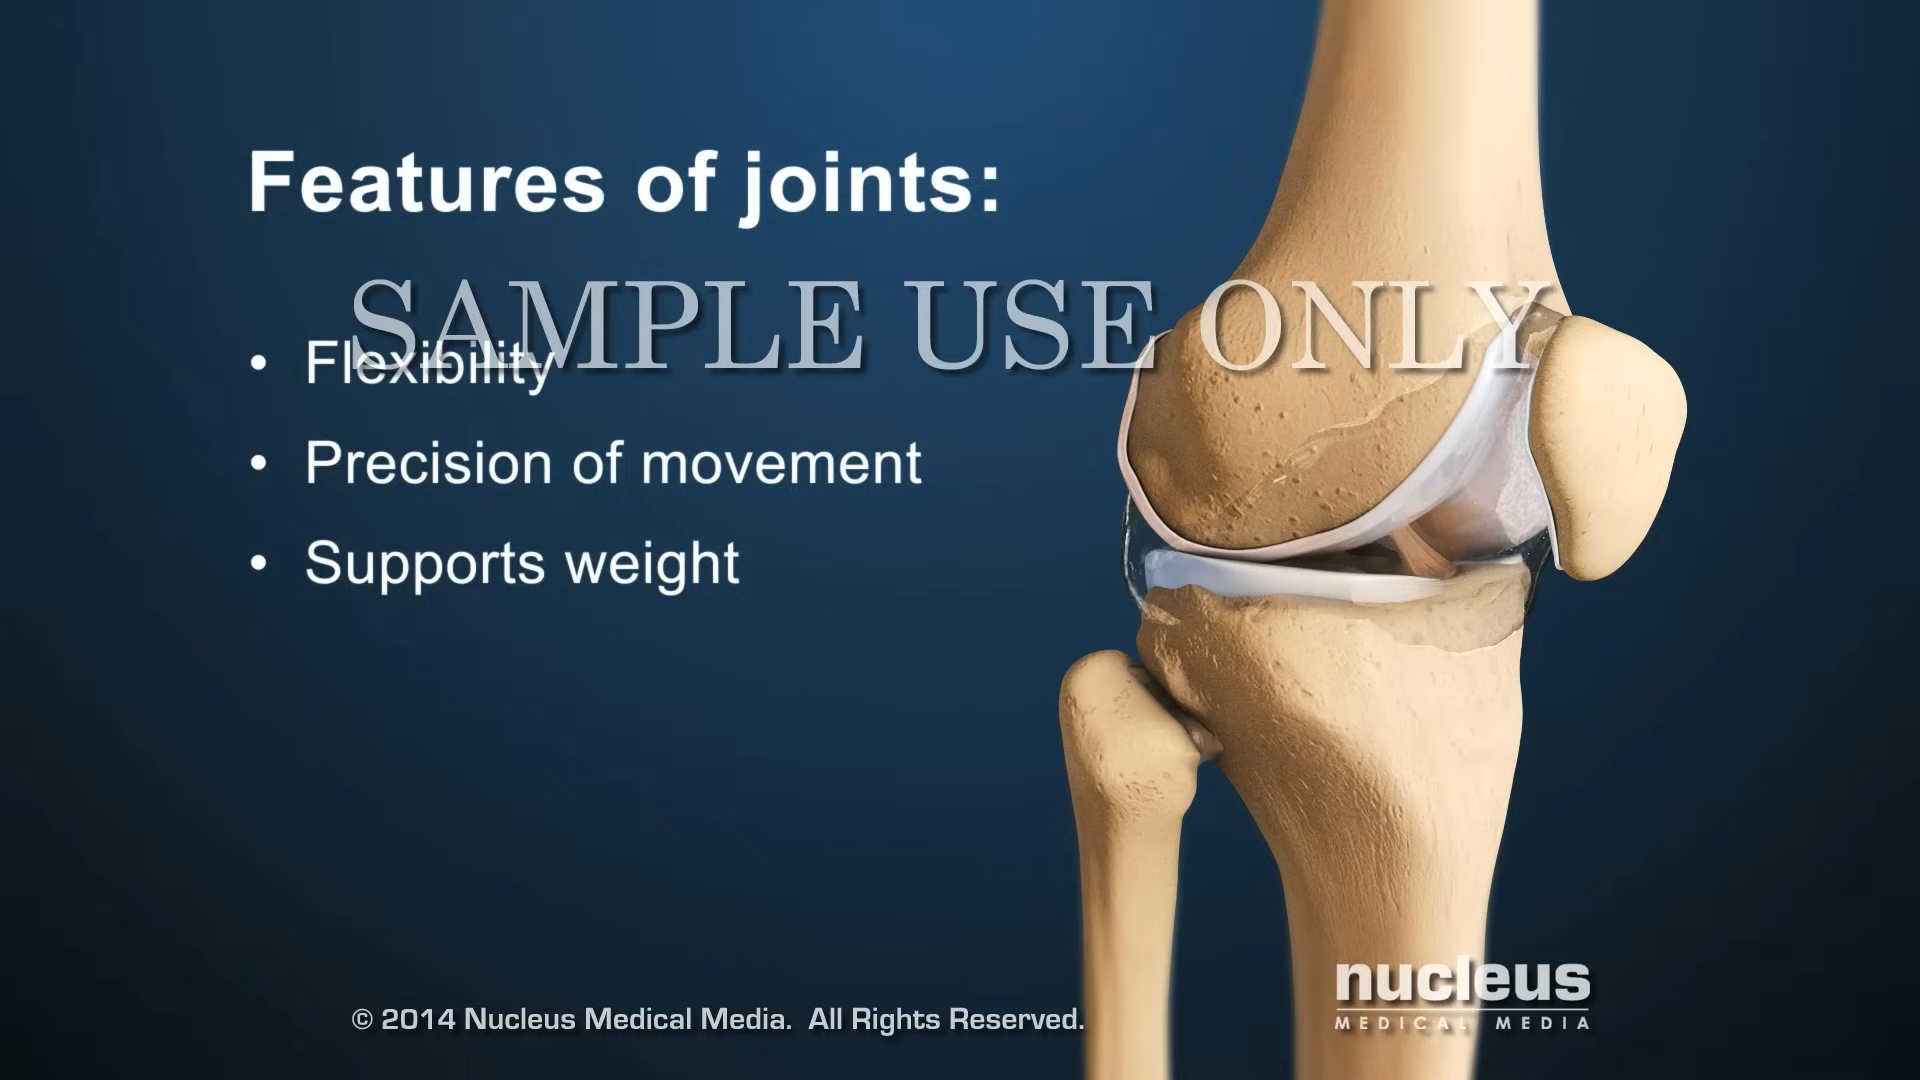 Features of joints:
SAMPLE USE ONLY
• Flexibility
• Precision of movement
• Supports weight
nucleus
MEDICAL MEDIA
© 2014 Nucleus Medical Media. All Rights Reserved.